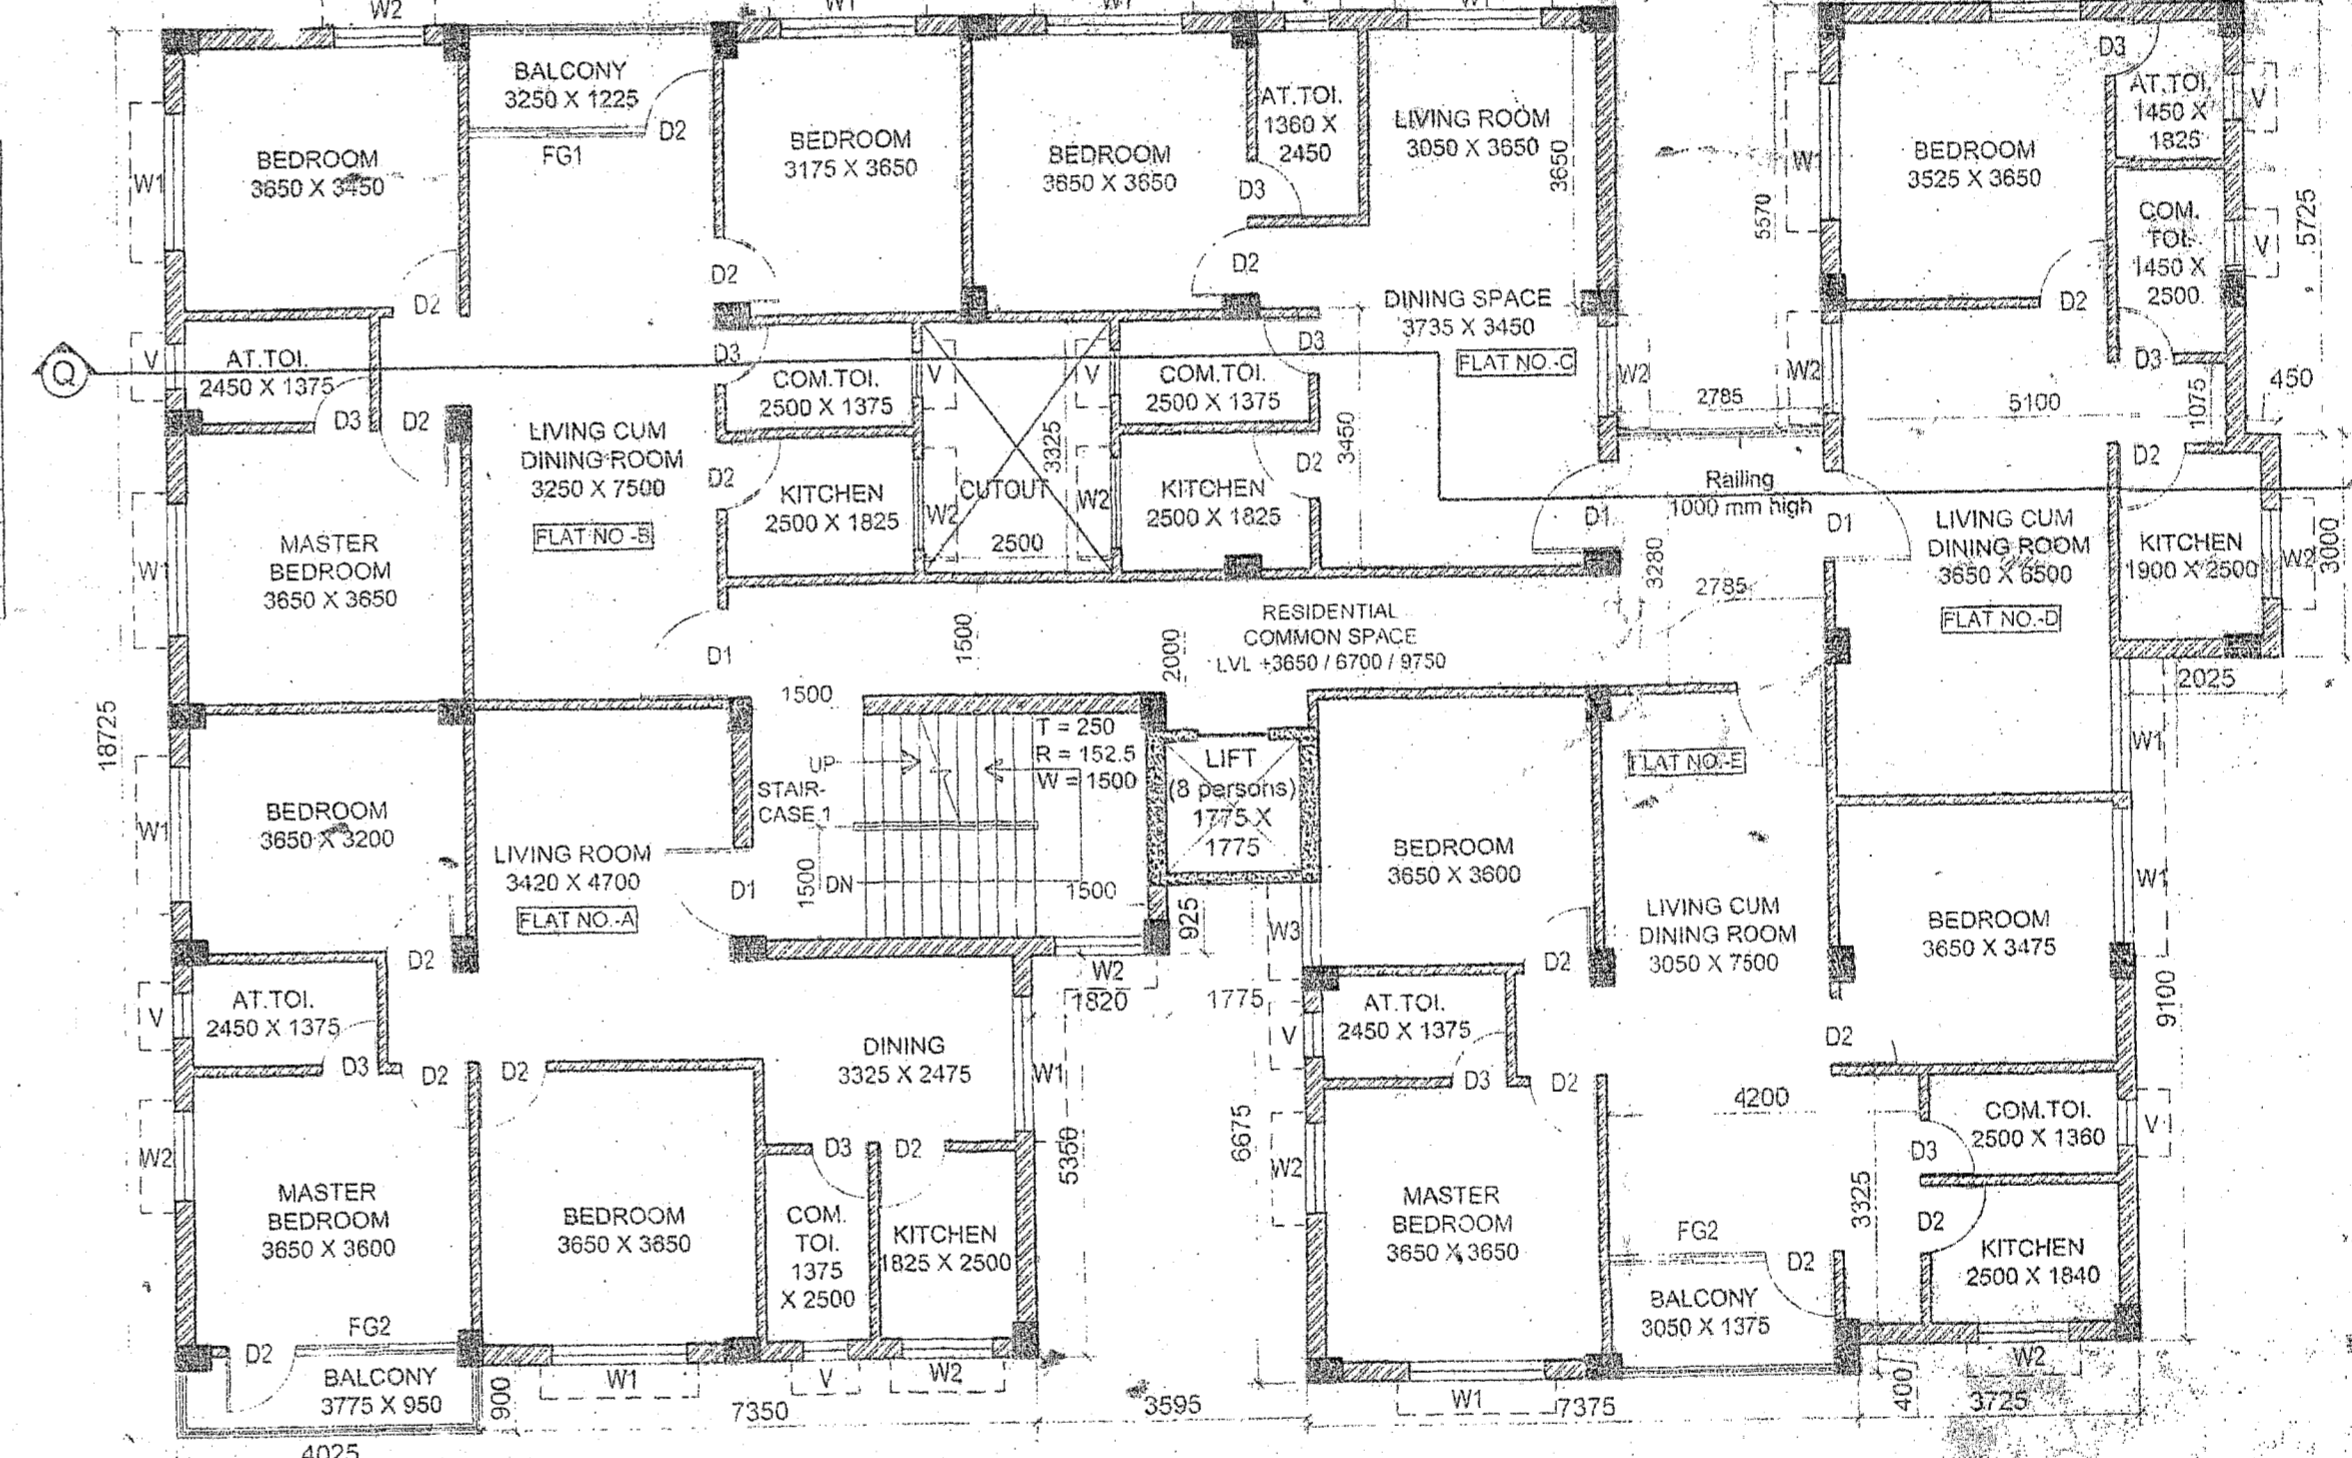 W2
BALCONY
3250 X 1225
D2
FG1
BEDROOM
3650 X 3450
W1
D2
BEDROOM
3175 X 3650
D2
BEDROOM
3650 X 3650
AT.TOI.
1360 X
2450
D3
D2
LIVING ROOM
3050 X 3650
3650
DINING SPACE
3735 X 3450
FLAT NO.-C
D3
BEDROOM
3525 X 3650
W1
5570
D3
AT.TOI.
1450 X
1825
V
COM.
TOI.
1450 X
2500
V
5725
D2
D3
450
1075
5100
2785
W2
W2
Q
V
AT.TOI.
2450 X 1375
D3
D2
LIVING CUM
DINING ROOM
3250 X 7500
FLAT NO -B
D3
COM.TOI.
2500 X 1375
V
V
COM.TOI.
2500 X 1375
D2
KITCHEN
2500 X 1825
W2
CUTOUT
3325
2500
W2
KITCHEN
2500 X 1825
D2
3450
D1
Railing
1000 mm high
D1
3280
2785
LIVING CUM
DINING ROOM
3650 X 6500
FLAT NO.-D
D2
KITCHEN
1900 X 2500
W2
3000
2025
MASTER
BEDROOM
3650 X 3650
W1
D1
1500
1500
2000
RESIDENTIAL
COMMON SPACE
LVL +3650 / 6700 / 9750
18725
BEDROOM
3650 X 3200
W1
D2
LIVING ROOM
3420 X 4700
FLAT NO.-A
D1
UP
STAIR-
CASE 1
T = 250
R = 152.5
W = 1500
1500
DN
1500
LIFT
(8 persons)
1775 X
1775
925
W3
W2
1820
1775
BEDROOM
3650 X 3600
D2
FLAT NO.-E
LIVING CUM
DINING ROOM
3050 X 7500
W1
W1
BEDROOM
3650 X 3475
9100
D2
V
AT.TOI.
2450 X 1375
D3
D2
D2
DINING
3325 X 2475
W1
5350
V
AT.TOI.
2450 X 1375
D3
D2
4200
COM.TOI.
2500 X 1360
V
D3
W2
MASTER
BEDROOM
3650 X 3600
BEDROOM
3650 X 3650
D3
D2
COM.
TOI.
1375
X 2500
KITCHEN
1825 X 2500
6675
W2
MASTER
BEDROOM
3650 X 3650
FG2
D2
3325
D2
KITCHEN
2500 X 1840
BALCONY
3050 X 1375
FG2
D2
BALCONY
3775 X 950
900
W1
V
W2
W1
W2
400
7350
3595
7375
3725
4025